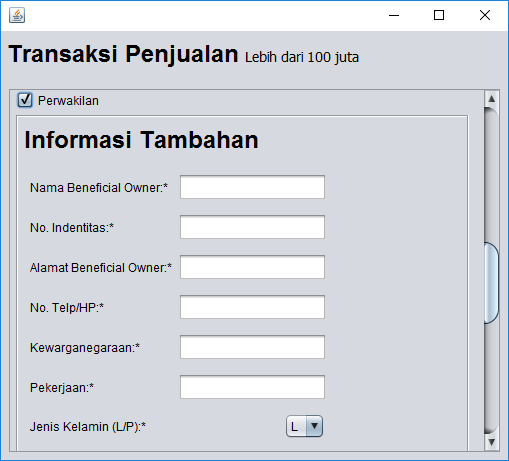 Transaksi Penjualan Lebih dari 100 juta
Perwakilan
Informasi Tambahan
Nama Beneficial Owner:*
No. Indentitas:*
Alamat Beneficial Owner:*
No. Telp/HP:*
Kewarganegaraan:*
Pekerjaan:*
Jenis Kelamin (L/P):* L